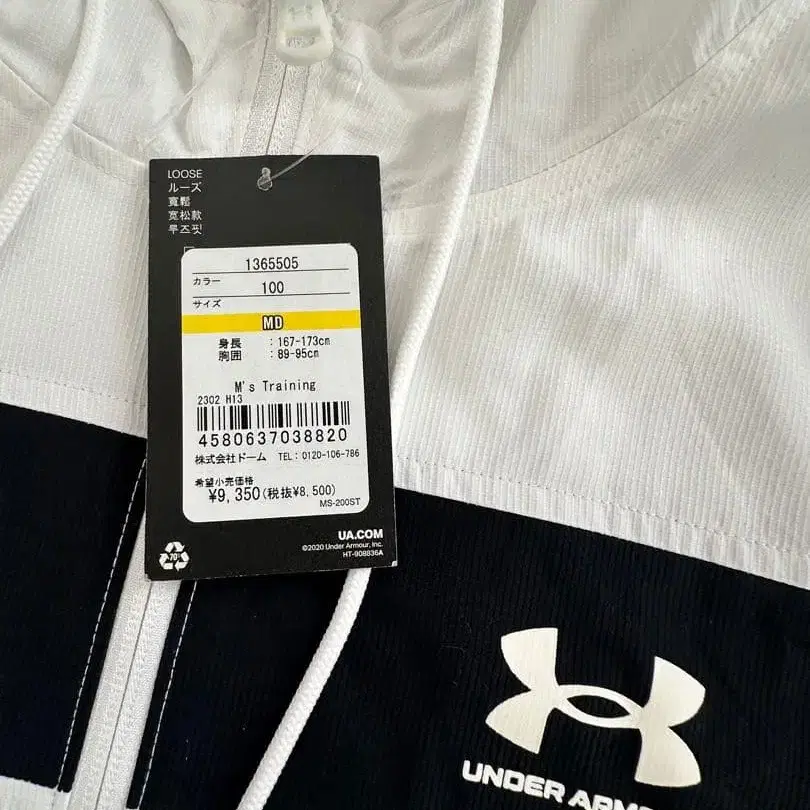 LOOSE
ルーズ
寬鬆
宽松款
루즈핏
1365505
カラー
100
サイズ
MD
身長 : 167-173cm
胸囲 : 89-95cm
M's Training
2302 H13
4580637038820
株式会社ドーム TEL: 0120-106-786
希望小売価格
¥9,350(税抜¥8,500)
MS-200ST
70
UA.COM
©2020 Under Armour, Inc.
HT-908836A
UNDER ARM